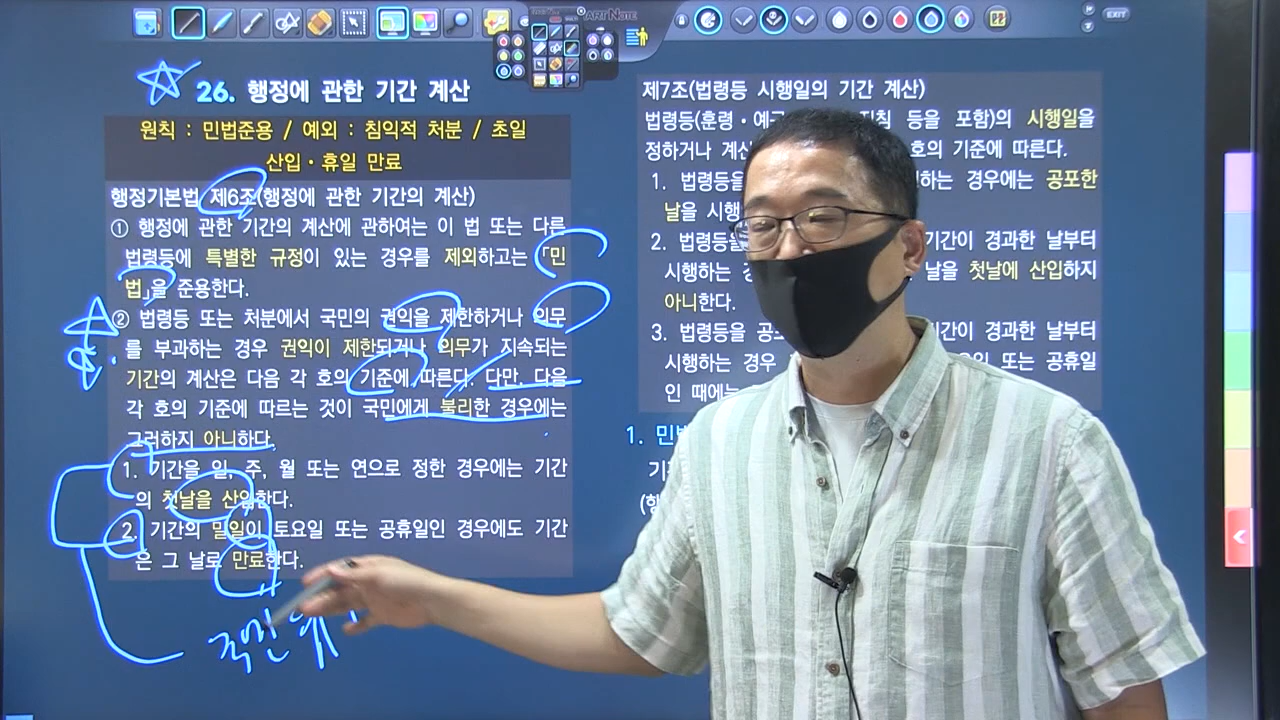 EXIT
26. 행정에 관한 기간 계산
원칙 : 민법준용 / 예외 : 침익적 처분 / 초일
산입·휴일 만료
행정기본법 제6조(행정에 관한 기간의 계산)
① 행정에 관한 기간의 계산에 관하여는 이 법 또는 다른
법령등에 특별한 규정이 있는 경우를 제외하고는 「민
법」을 준용한다.
② 법령등 또는 처분에서 국민의 권익을 제한하거나 의무
를 부과하는 경우 권익이 제한되거나 의무가 지속되는
기간의 계산은 다음 각 호의 기준에 따른다. 다만, 다음
각 호의 기준에 따르는 것이 국민에게 불리한 경우에는
그러하지 아니하다.
1. 기간을 일, 주, 월 또는 연으로 정한 경우에는 기간
의 첫날을 산입한다.
2. 기간의 말일이 토요일 또는 공휴일인 경우에도 기간
은 그 날로 만료한다.
제7조(법령등 시행일의 기간 계산)
법령등(훈령·예규 지침 등을 포함)의 시행일을
정하거나 계산 호의 기준에 따른다.
1. 법령등을 하는 경우에는 공포한
날을 시행
2. 법령등을 기간이 경과한 날부터
시행하는 경 날을 첫날에 산입하지
아니한다.
3. 법령등을 공포 기간이 경과한 날부터
시행하는 경우 또는 공휴일
인 때에는
1. 민법